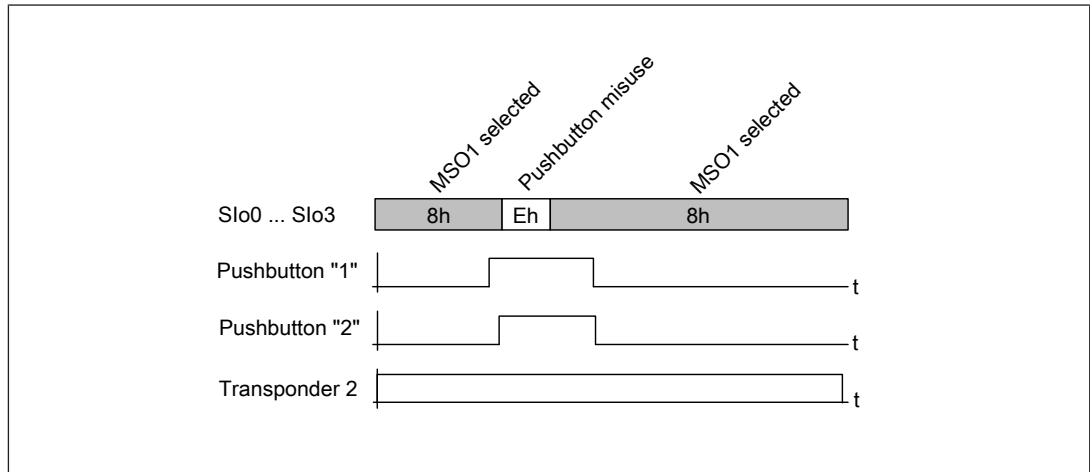 MSO1 selected
Pushbutton misuse
MSO1 selected
SIo0 ... SIo3
8h
Eh
8h
Pushbutton "1"
t
Pushbutton "2"
t
Transponder 2
t